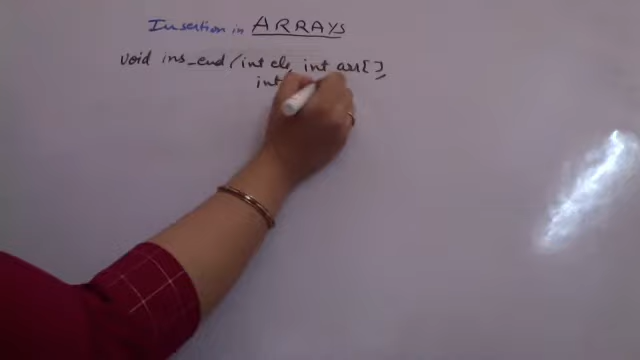 Insertion in ARRAYS
void ins_end (int ele, int arr[],
int